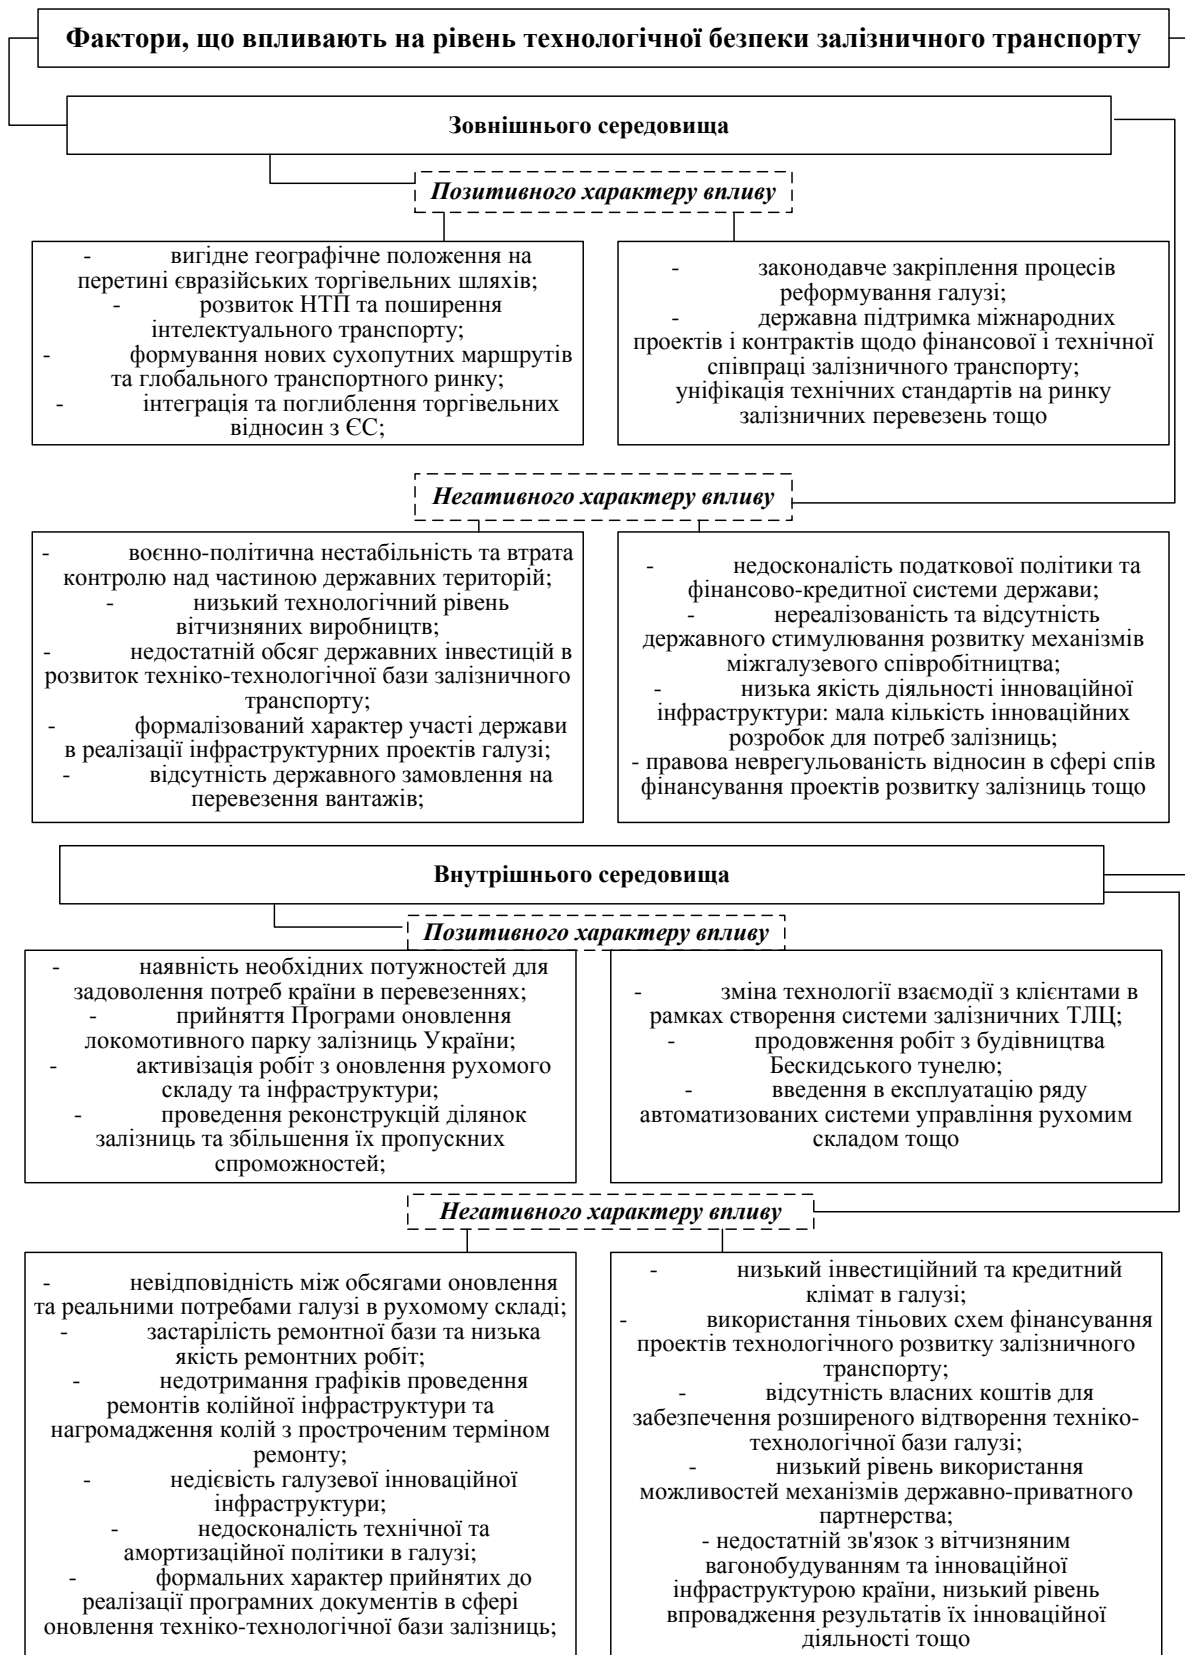 Фактори, що впливають на рівень технологічної безпеки залізничного транспорту
Зовнішнього середовища
Позитивного характеру впливу
- вигідне географічне положення на
перетині євразійських торгівельних шляхів;
- розвиток НТП та поширення
інтелектуального транспорту;
- формування нових сухопутних маршрутів
та глобального транспортного ринку;
- інтеграція та поглиблення торгівельних
відносин з ЄС;
- законодавче закріплення процесів
реформування галузі;
- державна підтримка міжнародних
проектів і контрактів щодо фінансової і технічної
співпраці залізничного транспорту;
уніфікація технічних стандартів на ринку
залізничних перевезень тощо
Негативного характеру впливу
- воєнно-політична нестабільність та втрата
контролю над частиною державних територій;
- низький технологічний рівень
вітчизняних виробництв;
- недостатній обсяг державних інвестицій в
розвиток техніко-технологічної бази залізничного
транспорту;
- формалізований характер участі держави
в реалізації інфраструктурних проектів галузі;
- відсутність державного замовлення на
перевезення вантажів;
- недосконалість податкової політики та
фінансово-кредитної системи держави;
- нереалізованість та відсутність
державного стимулювання розвитку механізмів
міжгалузевого співробітництва;
- низька якість діяльності інноваційної
інфраструктури: мала кількість інноваційних
розробок для потреб залізниць;
- правова неврегульованість відносин в сфері спів
фінансування проектів розвитку залізниць тощо
Внутрішнього середовища
Позитивного характеру впливу
- наявність необхідних потужностей для
задоволення потреб країни в перевезеннях;
- прийняття Програми оновлення
локомотивного парку залізниць України;
- активізація робіт з оновлення рухомого
складу та інфраструктури;
- проведення реконструкцій ділянок
залізниць та збільшення їх пропускних
спроможностей;
- зміна технології взаємодії з клієнтами в
рамках створення системи залізничних ТЛЦ;
- продовження робіт з будівництва
Бескидського тунелю;
- введення в експлуатацію ряду
автоматизованих системи управління рухомим
складом тощо
Негативного характеру впливу
- невідповідність між обсягами оновлення
та реальними потребами галузі в рухомому складі;
- застарілість ремонтної бази та низька
якість ремонтних робіт;
- недотримання графіків проведення
ремонтів колійної інфраструктури та
нагромадження колій з простроченим терміном
ремонту;
- недієвість галузевої інноваційної
інфраструктури;
- недосконалість технічної та
амортизаційної політики в галузі;
- формальних характер прийнятих до
реалізації програмних документів в сфері
оновлення техніко-технологічної бази залізниць;
- низький інвестиційний та кредитний
клімат в галузі;
- використання тіньових схем фінансування
проектів технологічного розвитку залізничного
транспорту;
- відсутність власних коштів для
забезпечення розширеного відтворення техніко-
технологічної бази галузі;
- низький рівень використання
можливостей механізмів державно-приватного
партнерства;
- недостатній зв'язок з вітчизняним
вагонобудуванням та інноваційної
інфраструктурою країни, низький рівень
впровадження результатів їх інноваційної
діяльності тощо